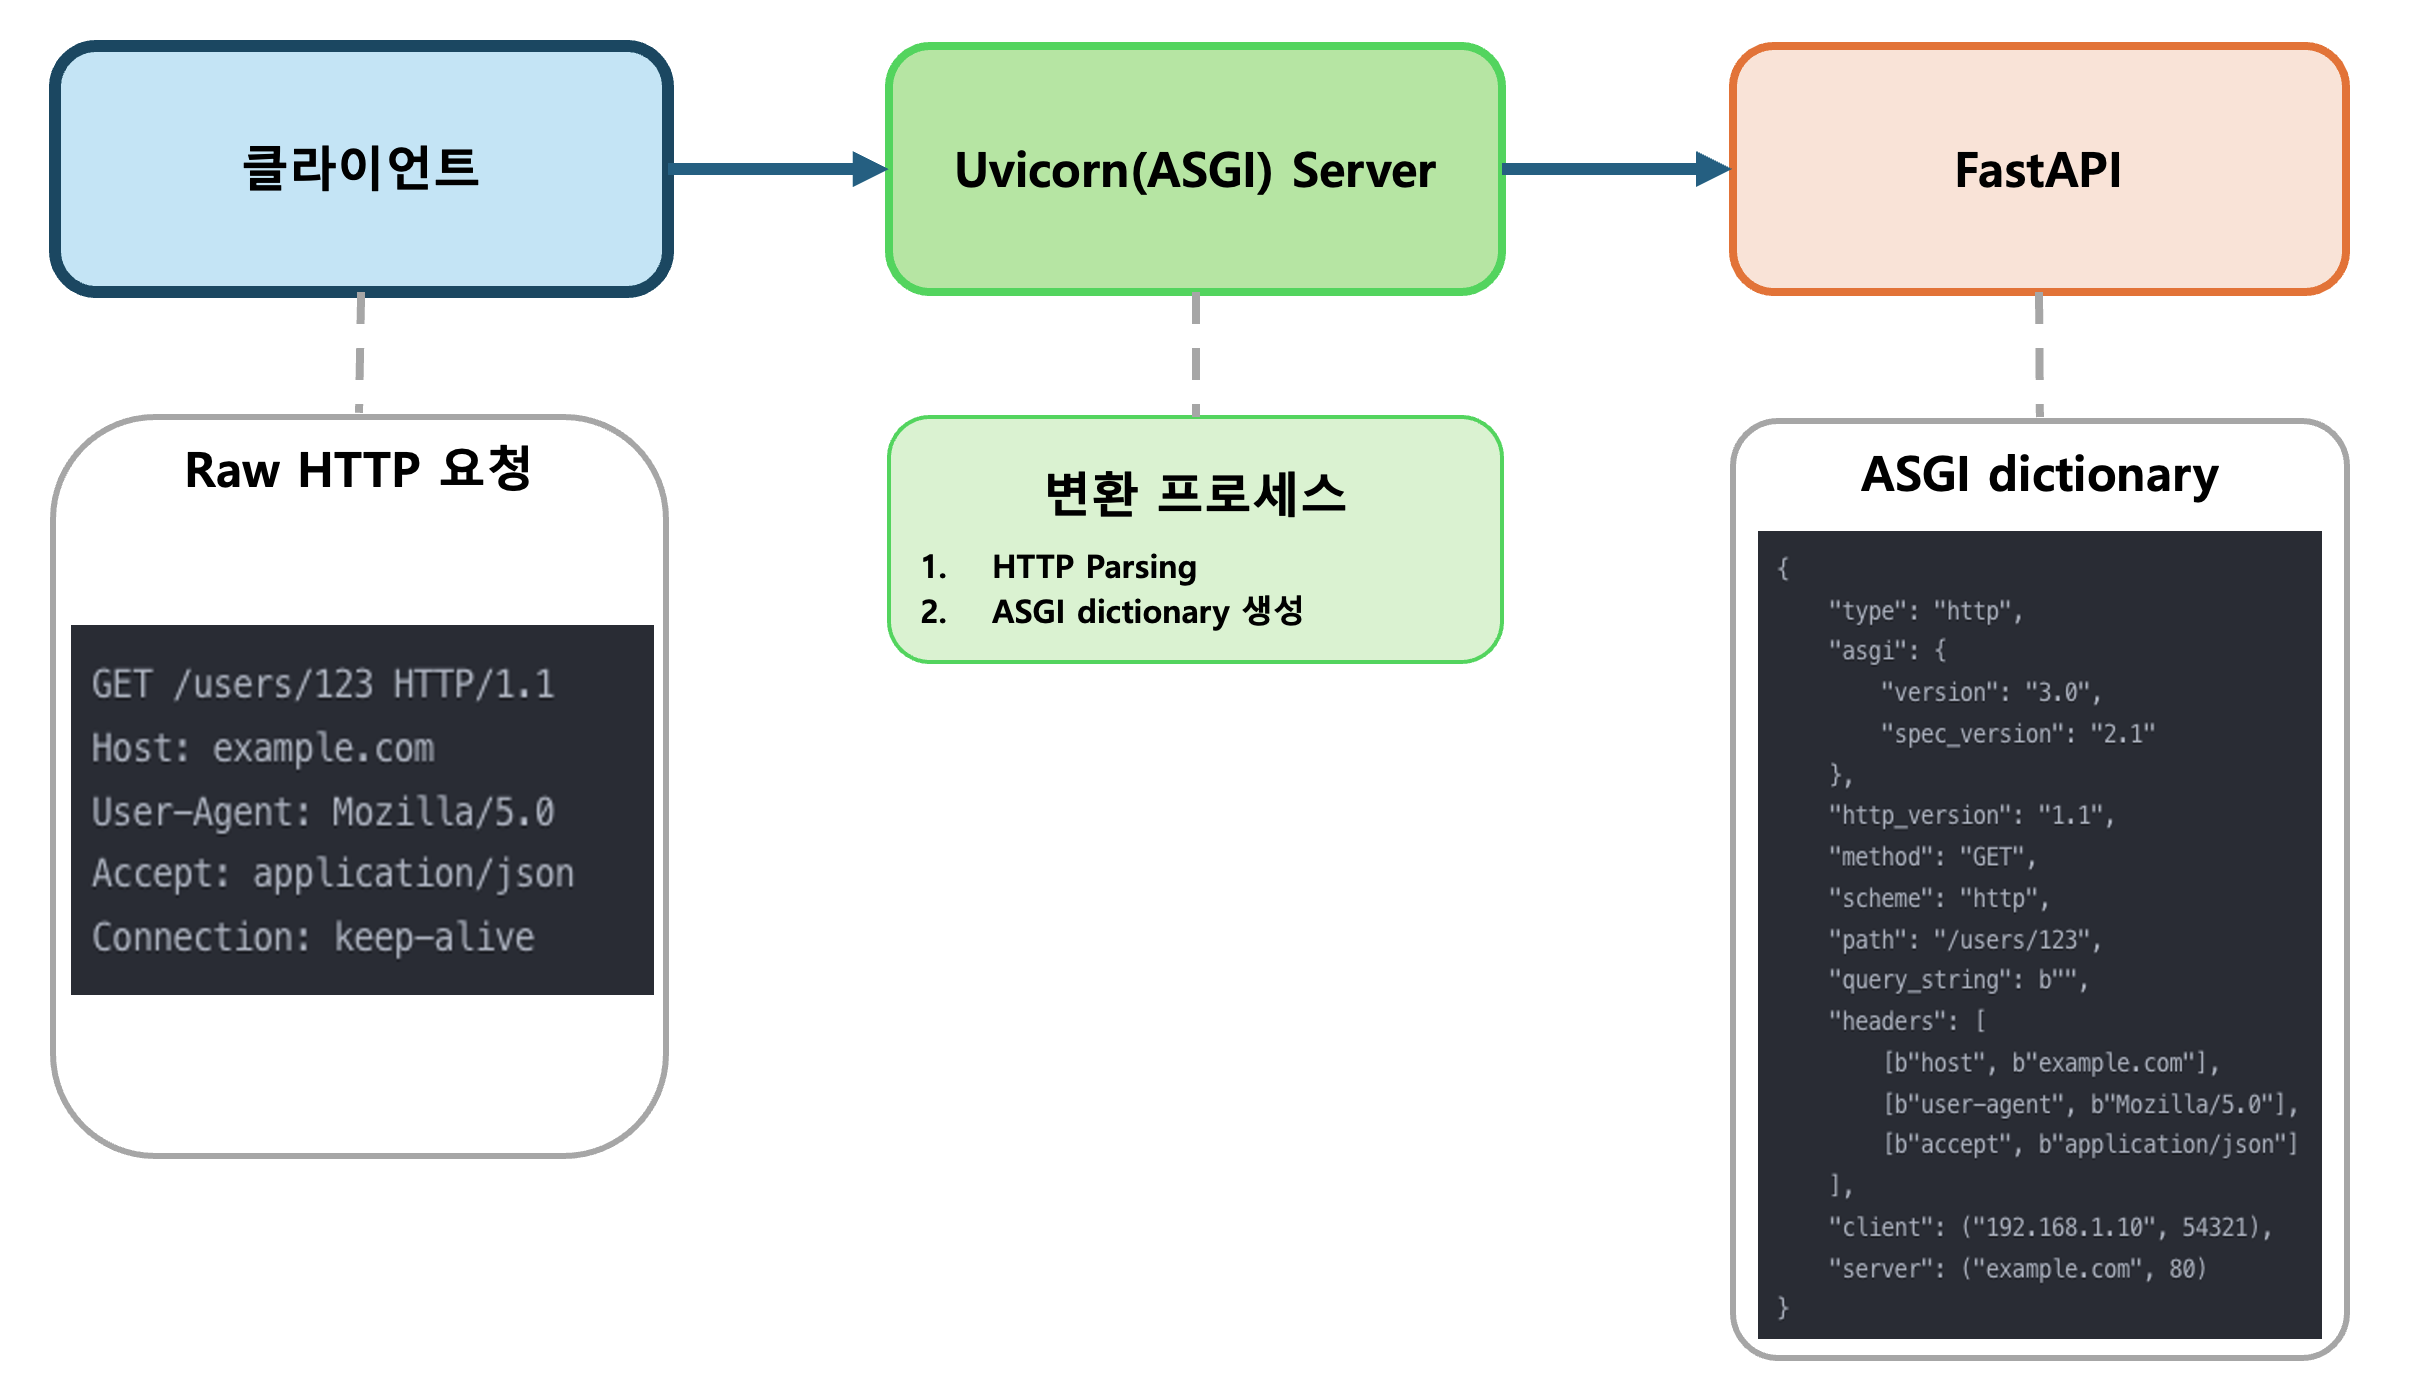 클라이언트
Uvicorn(ASGI) Server
FastAPI
Raw HTTP 요청
GET /users/123 HTTP/1.1
Host: example.com
User-Agent: Mozilla/5.0
Accept: application/json
Connection: keep-alive
변환 프로세스
1. HTTP Parsing
2. ASGI dictionary 생성
ASGI dictionary
{
    "type": "http",
    "asgi": {
        "version": "3.0",
        "spec_version": "2.1"
    },
    "http_version": "1.1",
    "method": "GET",
    "scheme": "http",
    "path": "/users/123",
    "query_string": b"",
    "headers": [
        [b"host", b"example.com"],
        [b"user-agent", b"Mozilla/5.0"],
        [b"accept", b"application/json"]
    ],
    "client": ("192.168.1.10", 54321),
    "server": ("example.com", 80)
}